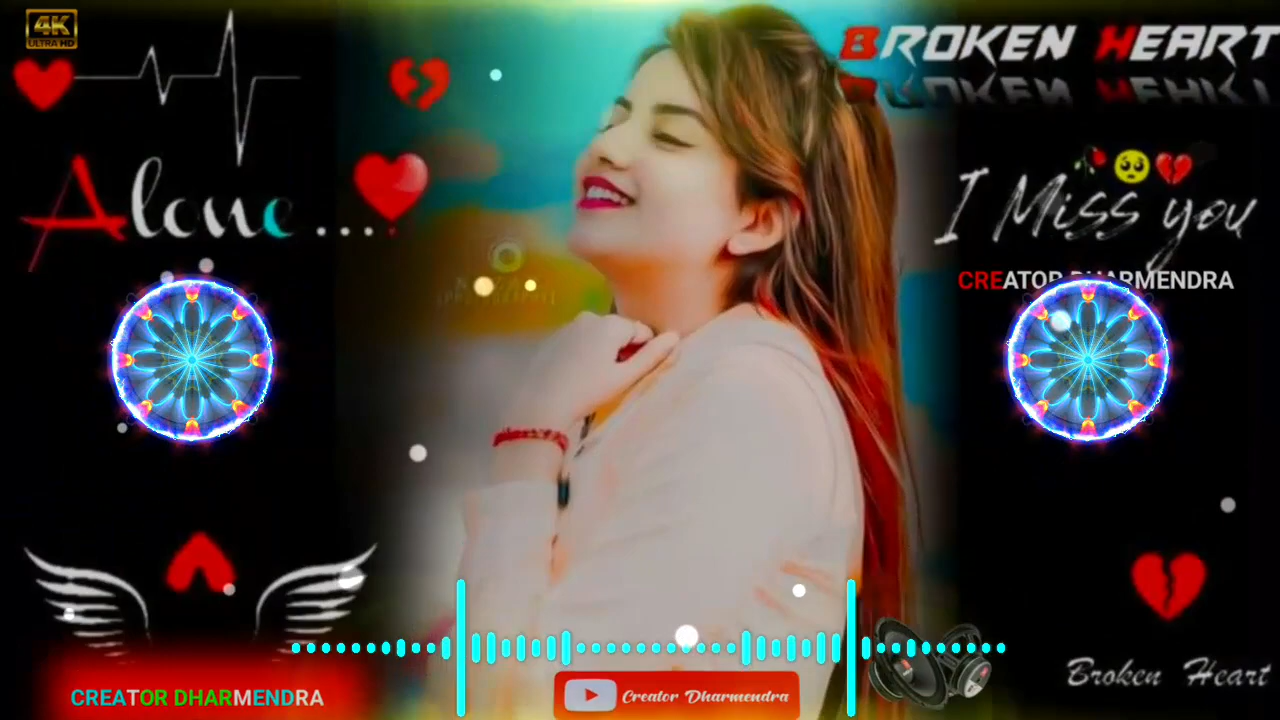 4K
ULTRA HD
BROKEN HEART
Alone....
I Miss you
CREATOR DHARMENDRA
Broken Heart
CREATOR DHARMENDRA
Creator Dharmendra